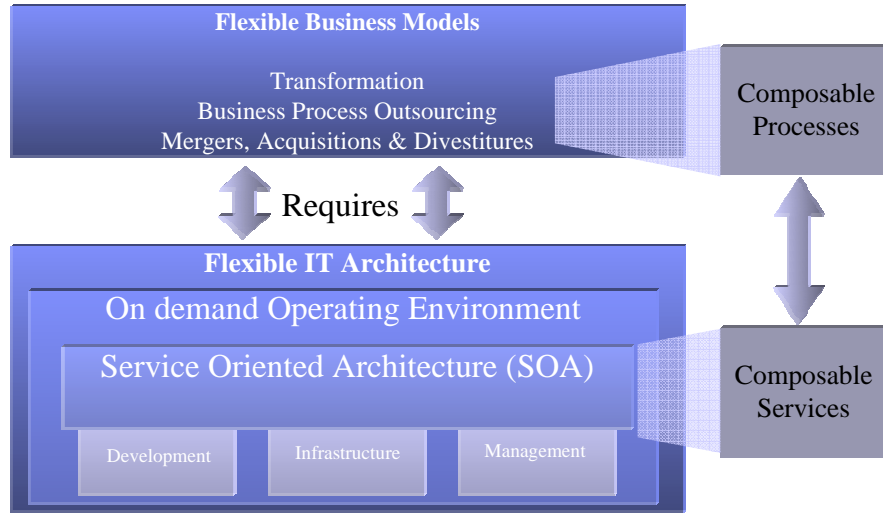 Flexible Business Models
Transformation
Business Process Outsourcing
Mergers, Acquisitions & Divestitures
Composable
Processes
Requires
Flexible IT Architecture
On demand Operating Environment
Service Oriented Architecture (SOA)
Development
Infrastructure
Management
Composable
Services